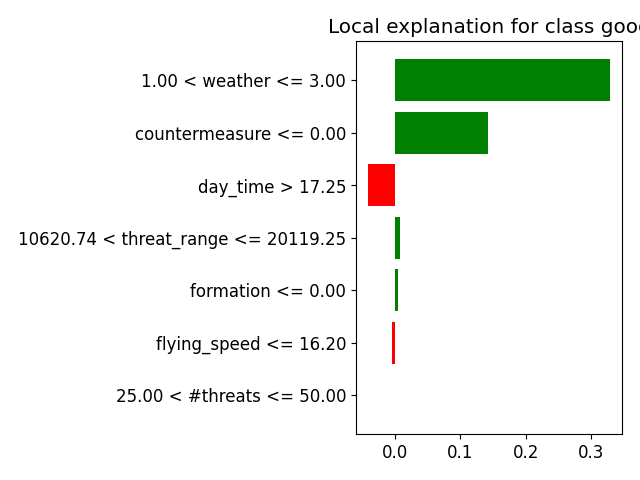 Local explanation for class goo
1.00 < weather <= 3.00
countermeasure <= 0.00
day_time > 17.25
10620.74 < threat_range <= 20119.25
formation <= 0.00
flying_speed <= 16.20
25.00 < #threats <= 50.00
0.0 0.1 0.2 0.3